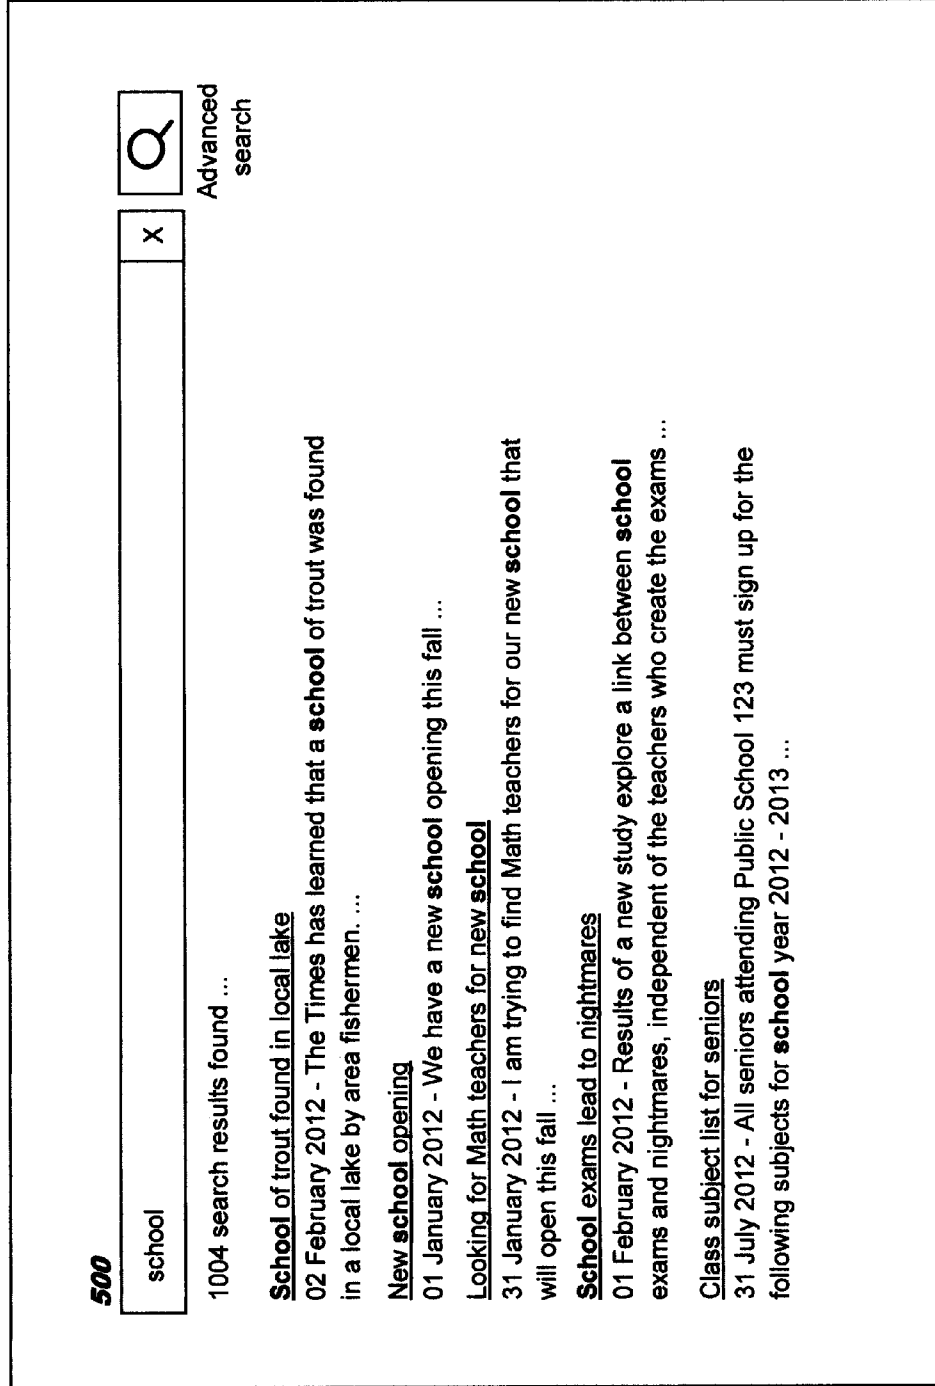 500
school
X
Advanced
search
1004 search results found ...
School of trout found in local lake
02 February 2012 - The Times has learned that a school of trout was found
in a local lake by area fishermen. ...
New school opening
01 January 2012 - We have a new school opening this fall ...
Looking for Math teachers for new school
31 January 2012 - I am trying to find Math teachers for our new school that
will open this fall ...
School exams lead to nightmares
01 February 2012 - Results of a new study explore a link between school
exams and nightmares, independent of the teachers who create the exams ...
Class subject list for seniors
31 July 2012 - All seniors attending Public School 123 must sign up for the
following subjects for school year 2012 - 2013 ...